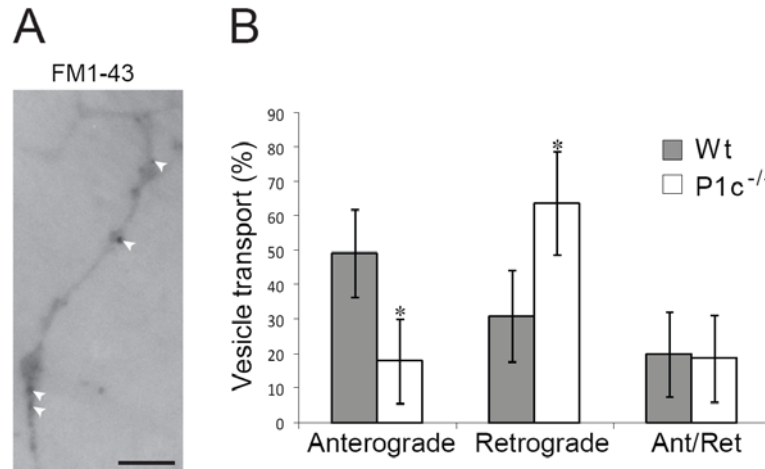 A
FM1-43
B
Vesicle transport (%)
90
80
70
60
50
40
30
20
10
0
*
*
Wt
P1c-/-
Anterograde
Retrograde
Ant/Ret